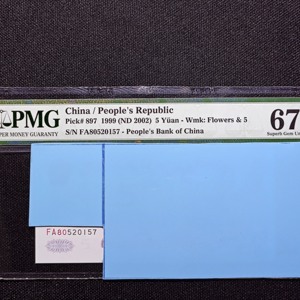 PMG
PAPER MONEY GUARANTY
China / People's Republic
Pick# 897 1999 (ND 2002) 5 Yüan - Wmk: Flowers & 5
S/N FA80520157 - People's Bank of China
67
Superb Gem Unc
FA80520157